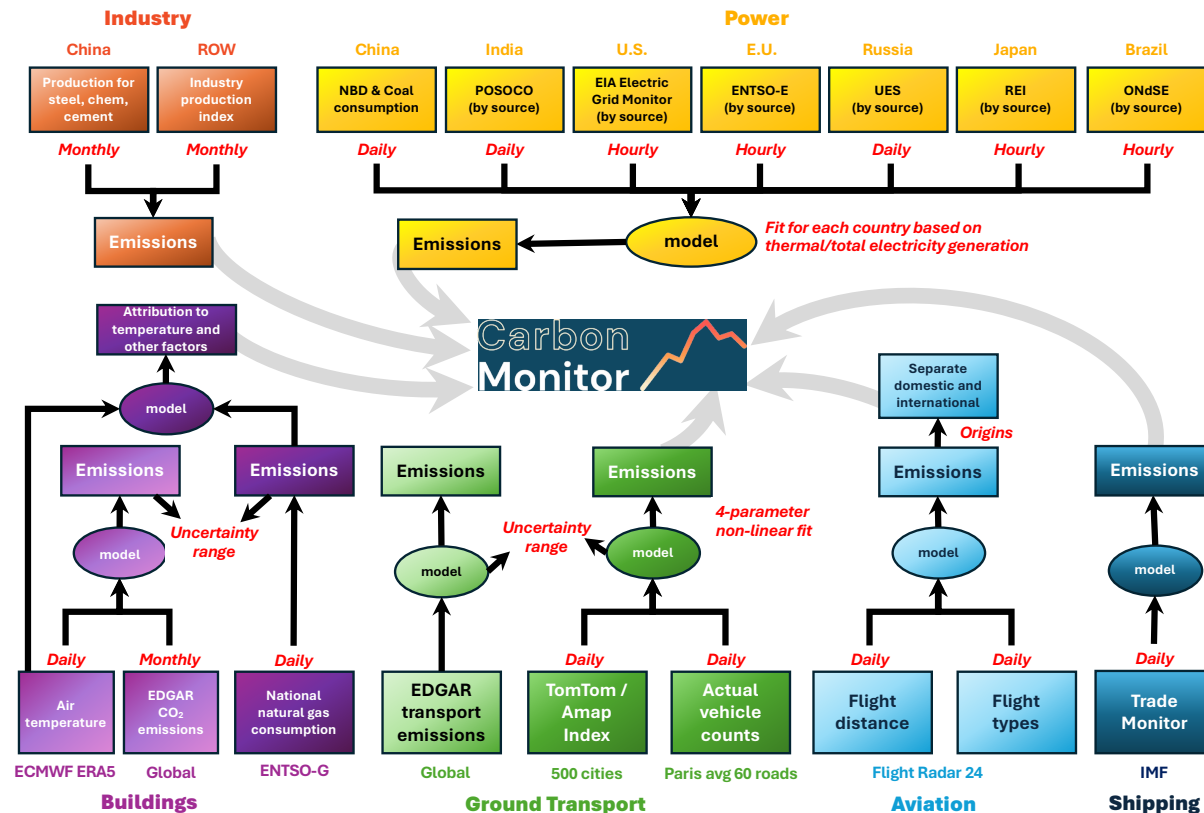 Industry
Power
China
ROW
China
India
U.S.
E.U.
Russia
Japan
Brazil
Production for
steel, chem,
cement
Industry
production
index
NBD & Coal
consumption
POSOCO
(by source)
EIA Electric
Grid Monitor
(by source)
ENTSO-E
(by source)
UES
(by source)
REI
(by source)
ONdSE
(by source)
Monthly
Monthly
Daily
Daily
Hourly
Hourly
Daily
Hourly
Hourly
Emissions
Emissions
model
Fit for each country based on
thermal/total electricity generation
Attribution to
temperature and
other factors
Carbon
Monitor
Separate
domestic and
international
model
Origins
Emissions
Emissions
Emissions
Emissions
Emissions
Emissions
Uncertainty
range
Uncertainty
range
4-parameter
non-linear fit
model
model
model
model
model
Daily
Monthly
Daily
Daily
Daily
Daily
Daily
Daily
Air
temperature
EDGAR
CO₂
emissions
National
natural gas
consumption
EDGAR
transport
emissions
TomTom /
Amap
Index
Actual
vehicle
counts
Flight
distance
Flight
types
Trade
Monitor
ECMWF ERA5
Global
ENTSO-G
Global
500 cities
Paris avg 60 roads
Flight Radar 24
IMF
Buildings
Ground Transport
Aviation
Shipping